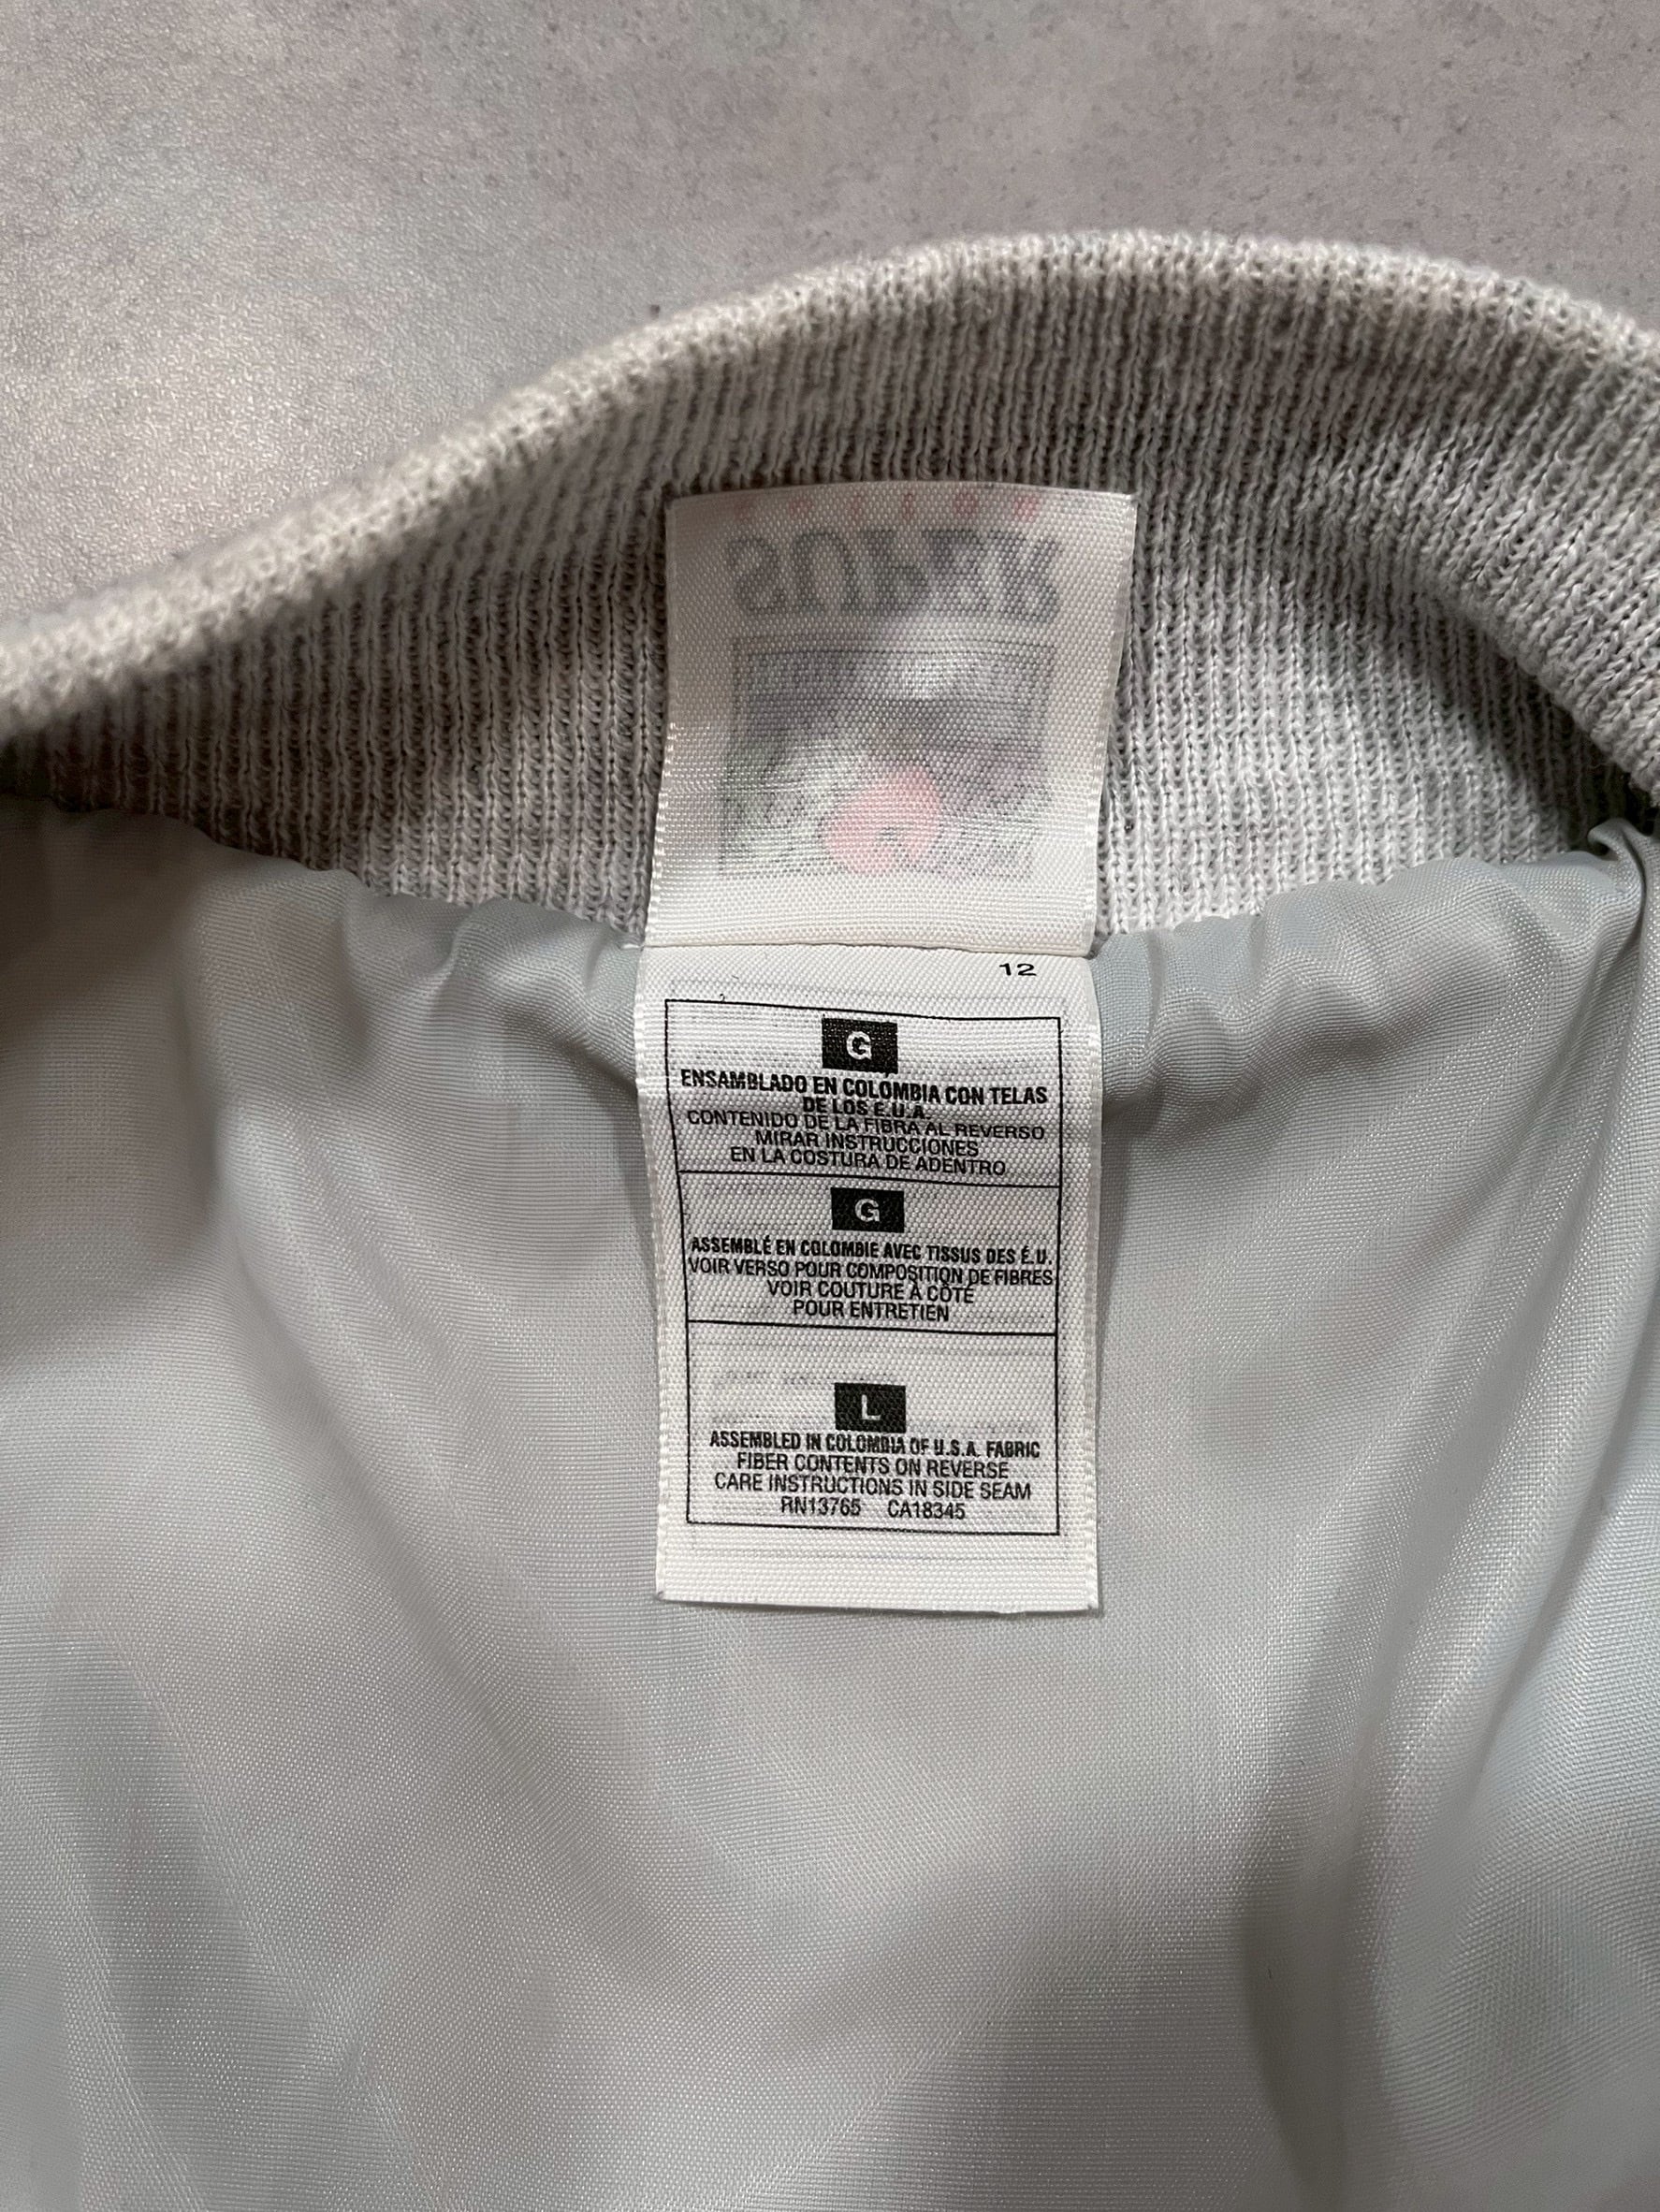 12
G
ENSAMBLADO EN COLOMBIA CON TELAS
DE LOS E.U.A.
CONTENIDO DE LA FIBRA AL REVERSO
MIRAR INSTRUCCIONES
EN LA COSTURA DE ADENTRO
G
ASSEMBLÉ EN COLOMBIE AVEC TISSUS DES É.U.
VOIR VERSO POUR COMPOSITION DE FIBRES
VOIR COUTURE À CÔTÉ
POUR ENTRETIEN
L
ASSEMBLED IN COLOMBIA OF U.S.A. FABRIC
FIBER CONTENTS ON REVERSE
CARE INSTRUCTIONS IN SIDE SEAM
RN13765 CA18345